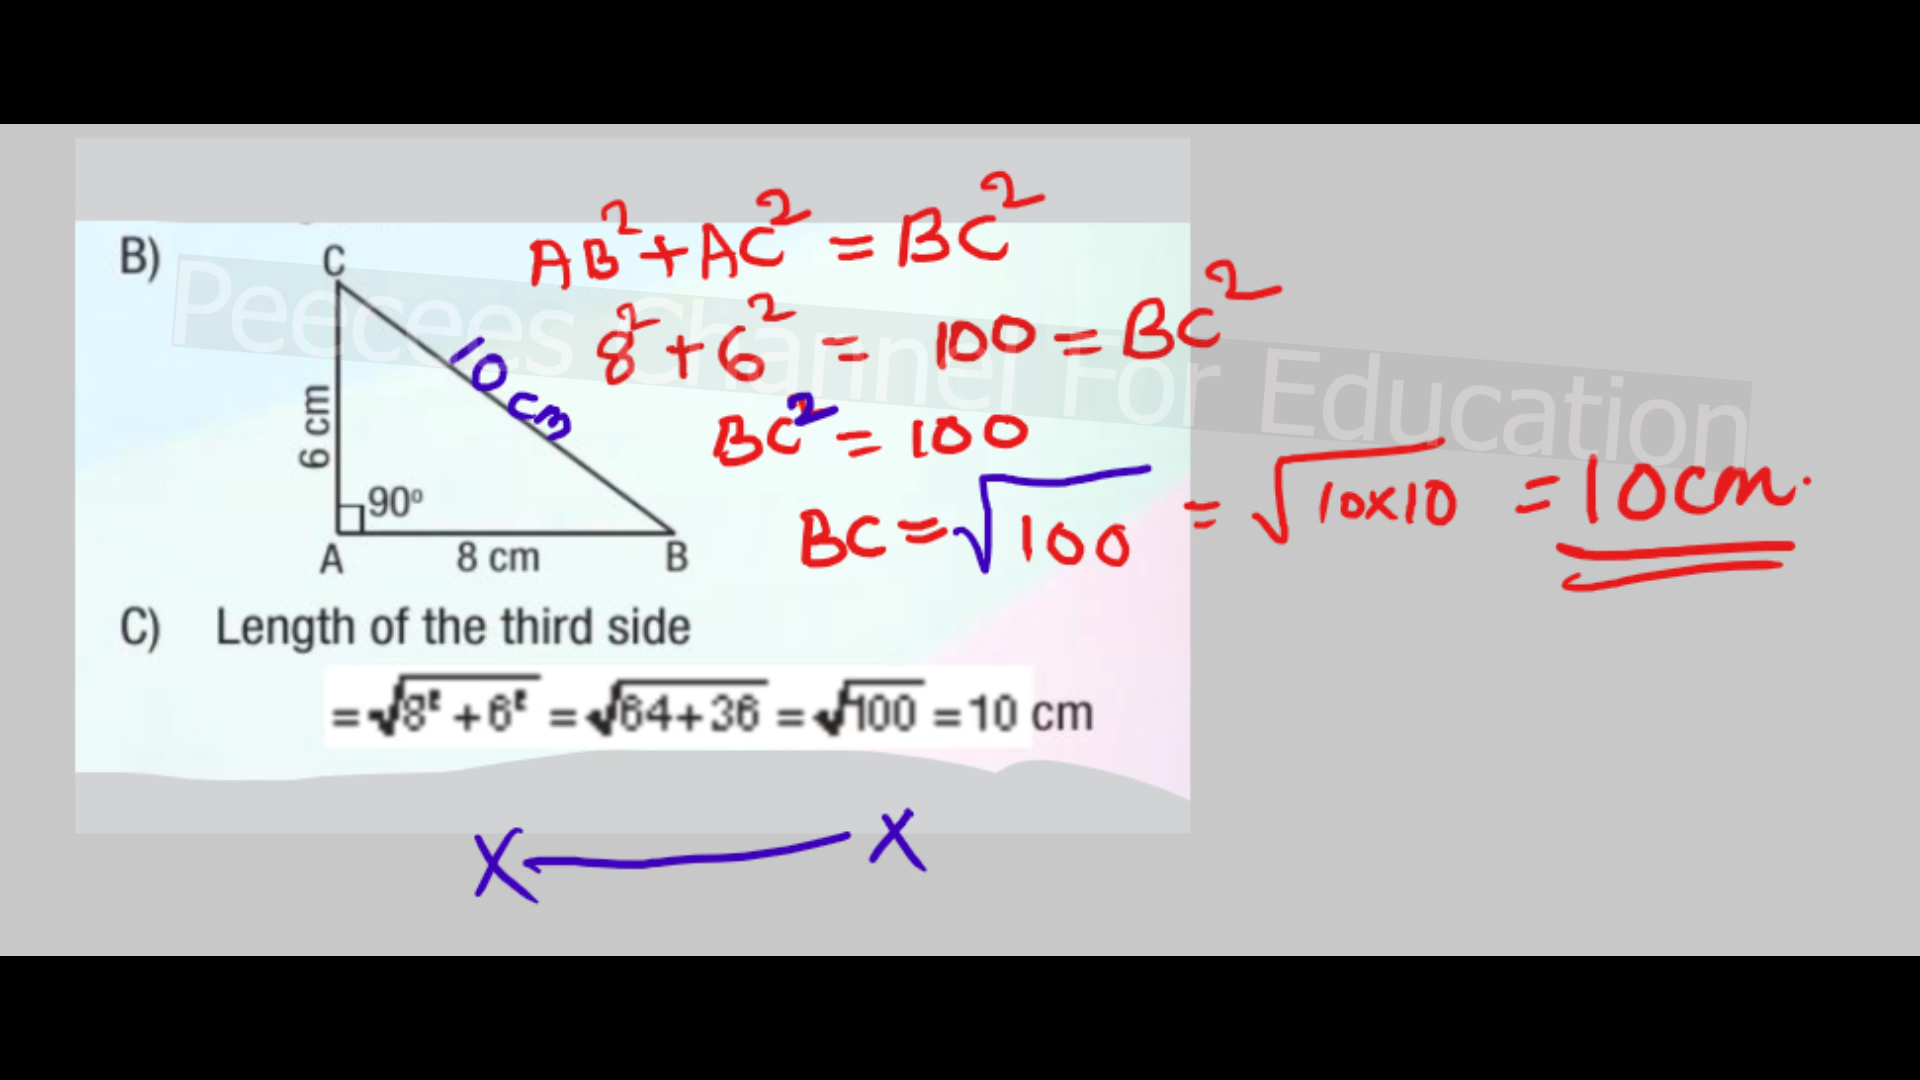 B)
C
AB²+AC² = BC²
Peecees Channel For Education
8²+6² = 100 = BC²
10 cm
6 cm
BC² = 100
90º
BC = √100 = √10×10 = 10cm.
A 8 cm B
C) Length of the third side
= √8²+6² = √64+36 = √100 = 10 cm
X X